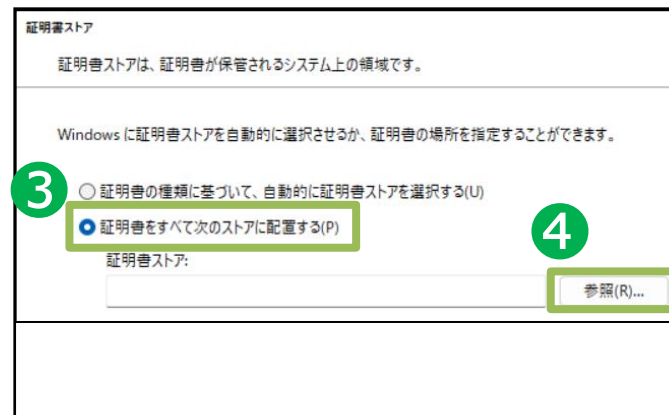 証明書ストア
証明書ストアは、証明書が保管されるシステム上の領域です。
Windows に証明書ストアを自動的に選択させるか、証明書の場所を指定することができます。
3
証明書の種類に基づいて、自動的に証明書ストアを選択する(U)
証明書をすべて次のストアに配置する(P)
4
証明書ストア:
参照(R)...